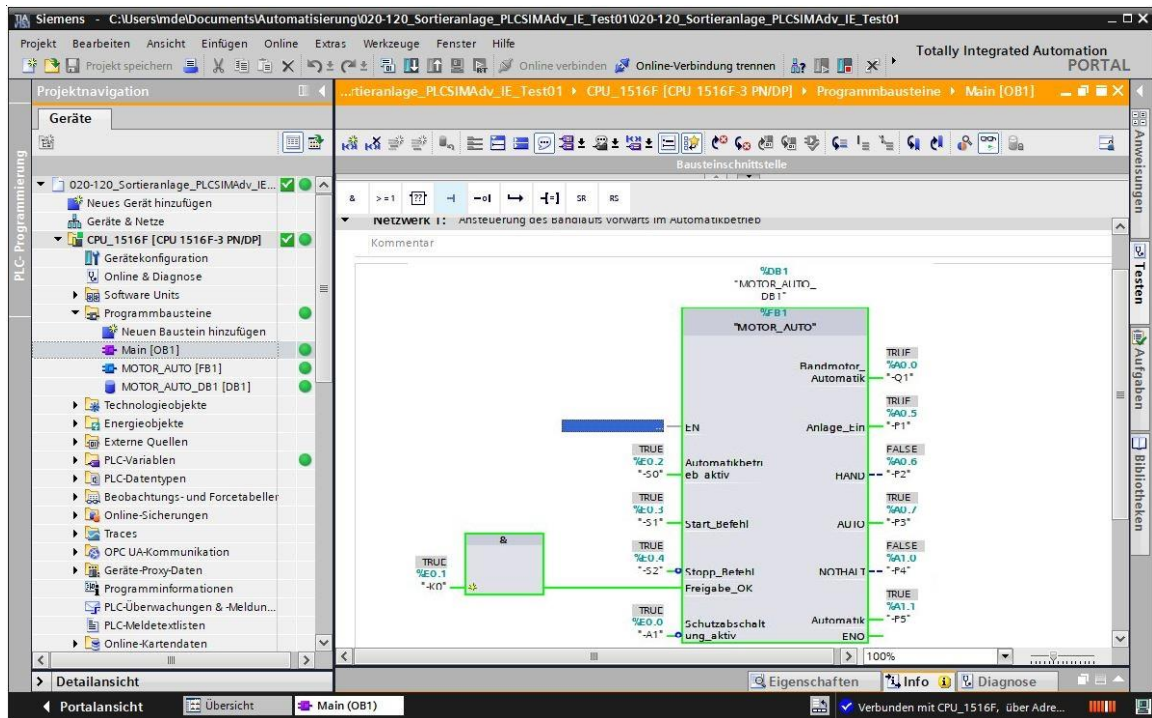 Siemens - C:\Users\mde\Documents\Automatisierung\020-120_Sortieranlage_PLCSIMAdv_IE_Test01\020-120_Sortieranlage_PLCSIMAdv_IE_Test01
Projekt Bearbeiten Ansicht Einfügen Online Extras Werkzeuge Fenster Hilfe
Totally Integrated Automation
PORTAL
Projekt speichern
Online verbinden
Online-Verbindung trennen
Projektnavigation
...rtieranlage_PLCSIMAdv_IE_Test01 CPU_1516F [CPU 1516F-3 PN/DP] Programmbausteine Main [OB1]
Geräte
PLC- Programmierung
020-120_Sortieranlage_PLCSIMAdv_IE...
Neues Gerät hinzufügen
Geräte & Netze
CPU_1516F [CPU 1516F-3 PN/DP]
Gerätekonfiguration
Online & Diagnose
Software Units
Programmbausteine
Neuen Baustein hinzufügen
Main [OB1]
MOTOR_AUTO [FB1]
MOTOR_AUTO_DB1 [DB1]
Technologieobjekte
Energieobjekte
Externe Quellen
PLC-Variablen
PLC-Datentypen
Beobachtungs- und Forcetabeller
Online-Sicherungen
Traces
OPC UA-Kommunikation
Geräte-Proxy-Daten
Programminformationen
PLC-Überwachungen & -Meldun...
PLC-Meldetextlisten
Online-Kartendaten
Detailansicht
Bausteinschnittstelle
& >=1 ?? SR RS
Netzwerk 1: Ansteuerung des Bandlaufs vorwärts im Automatikbetrieb
Kommentar
%DB1
"MOTOR_AUTO_
DB1"
%FB1
"MOTOR_AUTO"
TRUE
Bandmotor_ %A0.0
Automatik "-Q1"
TRUE
%A0.5
... EN Anlage_Ein "-P1"
TRUE FALSE
%E0.2 Automatikbetri %A0.6
"-S0" eb_aktiv HAND "-P2"
TRUE TRUE
%E0.3 %A0.7
"-S1" Start_Befehl AUTO "-P3"
&
TRUE FALSE
%E0.4 %A1.0
"-S2" Stopp_Befehl NOTHALT "-P4"
TRUE
%E0.1
"-K0"
Freigabe_OK
TRUE
TRUE %A1.1
%E0.0 Schutzabschalt Automatik "-P5"
"-A1" ung_aktiv ENO
100%
Eigenschaften Info Diagnose
Anweisungen
Testen
Aufgaben
Bibliotheken
Portalansicht Übersicht Main (OB1)
Verbunden mit CPU_1516F, über Adre...